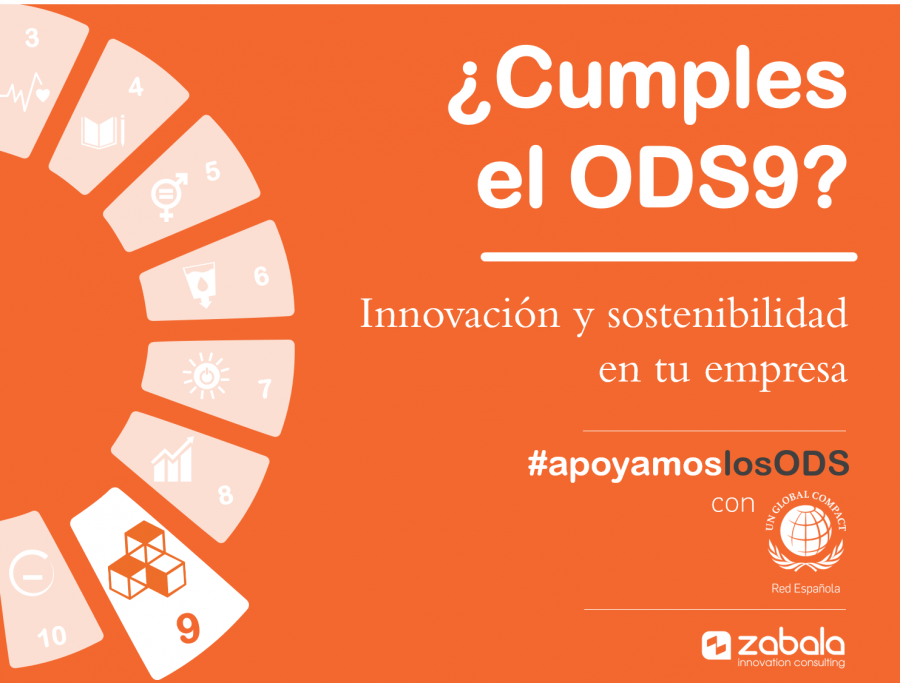 3
4
5
6
7
8
9
10
¿Cumples
el ODS9?
Innovación y sostenibilidad
en tu empresa
#apoyamoslosODS
con
UN GLOBAL COMPACT
Red Española
zabala
innovation consulting